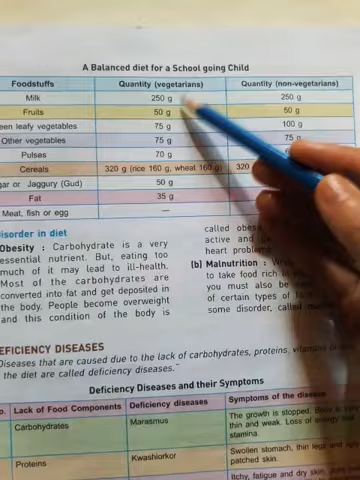 A Balanced diet for a School going Child
Foodstuffs Quantity (vegetarians) Quantity (non-vegetarians)
Milk 250 g 250 g
Fruits 50 g 50 g
leafy vegetables 75 g 100 g
Other vegetables 75 g 75 g
Pulses 70 g
Cereals 320 g (rice 160 g, wheat 160 g) 320
or Jaggury (Gud) 50 g
Fat 35 g
Meat, fish or egg —
Disorder in diet
Obesity : Carbohydrate is a very
essential nutrient. But, eating too
much of it may lead to ill-health.
Most of the carbohydrates are
converted into fat and get deposited in
the body. People become overweight
and this condition of the body is
called
active and
heart problem
(b) Malnutrition :
to take food rich in
you must also be
of certain types of
some disorder, called
DEFICIENCY DISEASES
Diseases that are caused due to the lack of carbohydrates, proteins,
the diet are called deficiency diseases."
Deficiency Diseases and their Symptoms
Lack of Food Components Deficiency diseases Symptoms of the disease
Carbohydrates Marasmus The growth is stopped. Body is
thin and weak. Loss of energy
stamina.
Proteins Kwashiorkor Swollen stomach, thin legs and
patched skin.
Itchy, fatigue and dry skin,